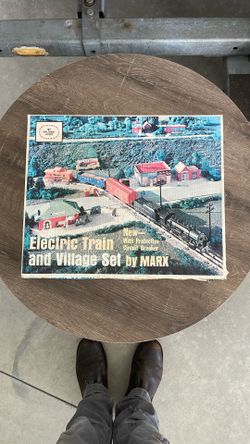 New—
With Protective
Circuit Breaker
Electric Train
and Village Set by MARX